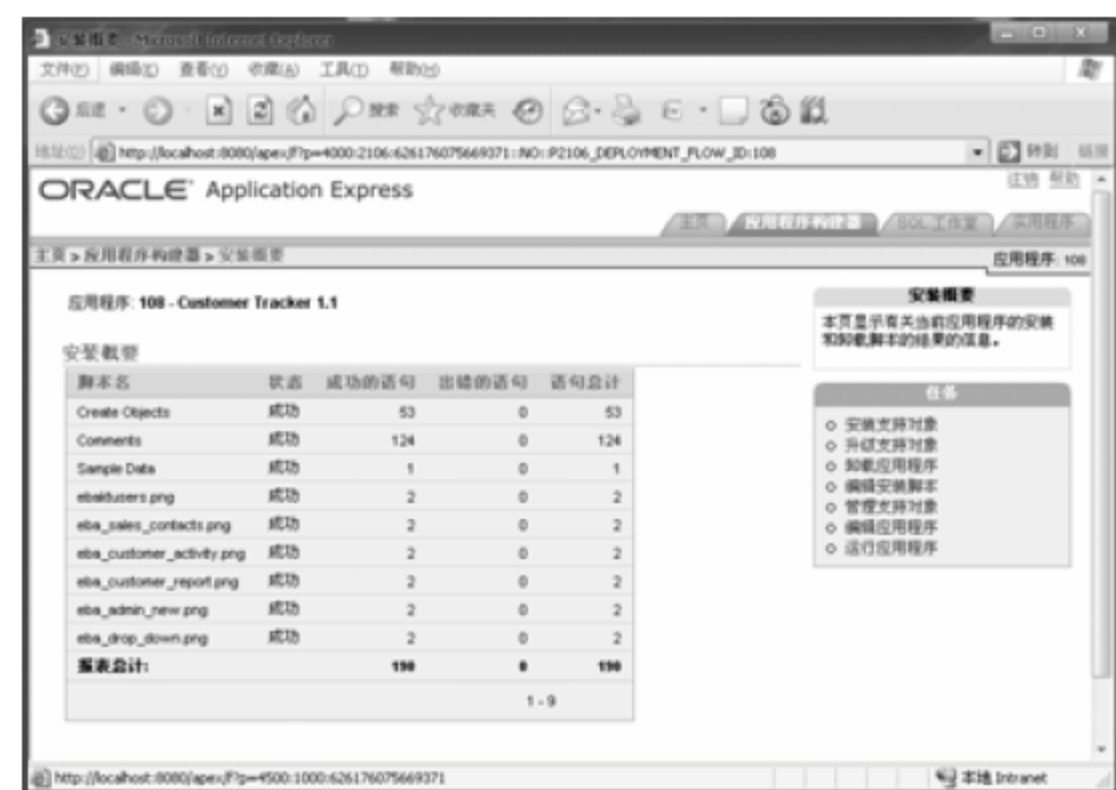 安装概要 - Microsoft Internet Explorer
文件(F) 编辑(E) 查看(V) 收藏(A) 工具(T) 帮助(H)
后退 搜索 收藏夹
地址(D) http://localhost:8080/apex/f?p=4000:2106:626176075669371::NO::P2106_DEPLOYMENT_FLOW_ID:108 转到 链接
ORACLE Application Express
注销 帮助
主页 应用程序构建器 SQL 工作室 实用程序
主页 > 应用程序构建器 > 安装概要
应用程序: 108
应用程序: 108 - Customer Tracker 1.1
安装概要
脚本名 状态 成功的语句 出错的语句 语句总计
Create Objects 成功 53 0 53
Comments 成功 124 0 124
Sample Data 成功 1 0 1
ebaktusers.png 成功 2 0 2
eba_sales_contacts.png 成功 2 0 2
eba_customer_activity.png 成功 2 0 2
eba_customer_report.png 成功 2 0 2
eba_admin_new.png 成功 2 0 2
eba_drop_down.png 成功 2 0 2
报表总计: 190 0 190
1 - 9
安装概要
本页显示有关当前应用程序的安装
和卸载脚本的结果的信息。
任务
安装支持对象
升级支持对象
卸载应用程序
编辑安装脚本
管理支持对象
编辑应用程序
运行应用程序
http://localhost:8080/apex/f?p=4500:1000:626176075669371
本地 Intranet